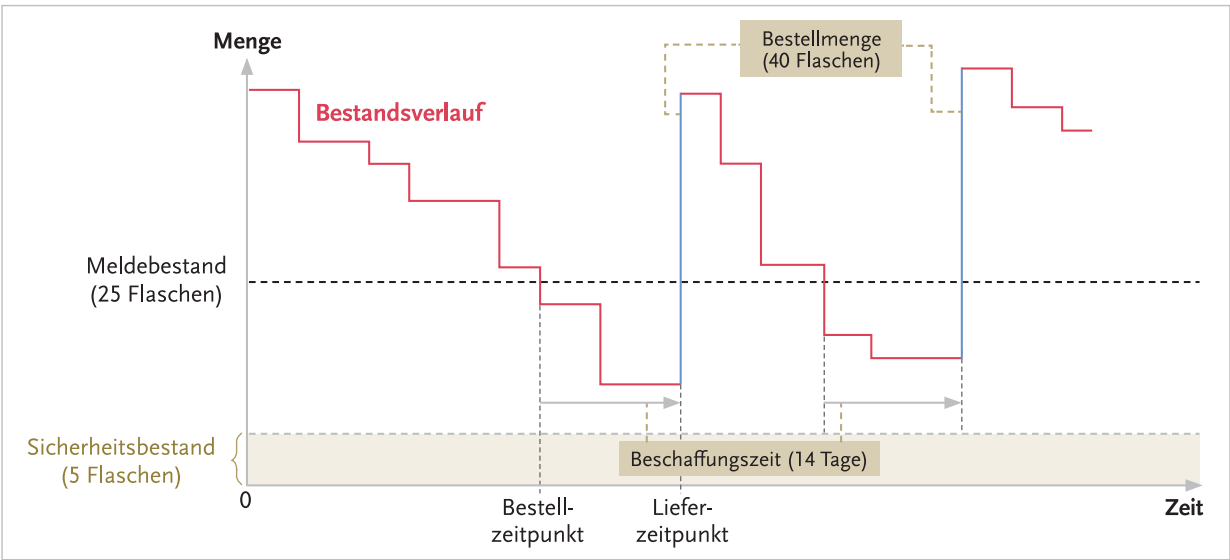 Menge
Bestellmenge
(40 Flaschen)
Bestandsverlauf
Meldebestand
(25 Flaschen)
Sicherheitsbestand
(5 Flaschen)
Beschaffungszeit (14 Tage)
0
Bestell-
zeitpunkt
Liefer-
zeitpunkt
Zeit